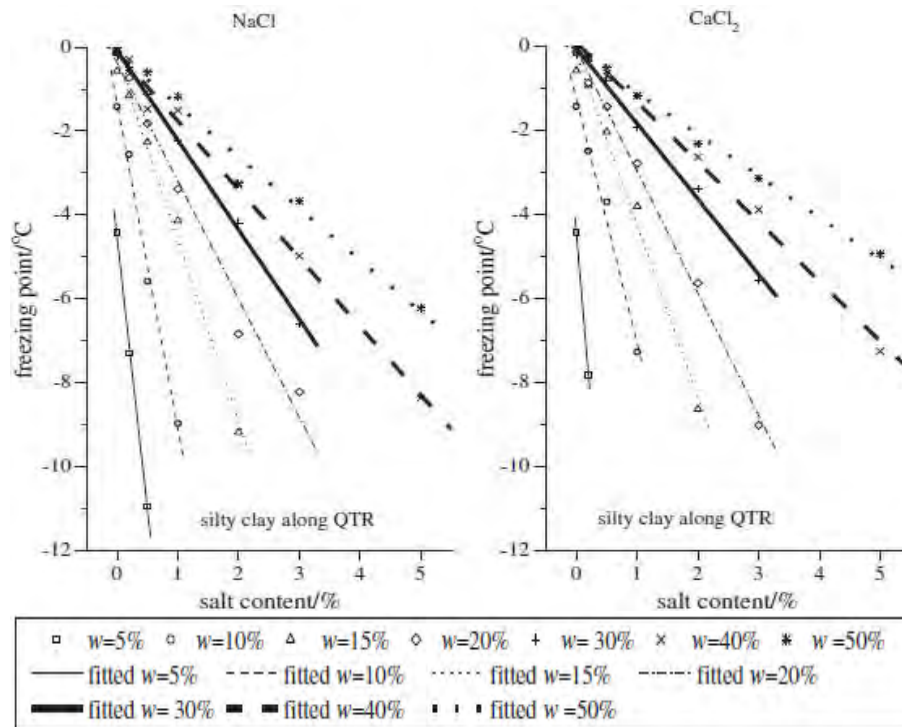 NaCl
CaCl₂
0
-2
-4
-6
-8
-10
-12
freezing point/°C
silty clay along QTR
0 1 2 3 4 5
salt content/%
0
-2
-4
-6
-8
-10
-12
freezing point/°C
silty clay along QTR
0 1 2 3 4 5
salt content/%
w=5% w=10% w=15% w=20% w=30% w=40% w =50%
fitted w=5% fitted w=10% fitted w=15% fitted w=20%
fitted w= 30% fitted w=40% fitted w =50%